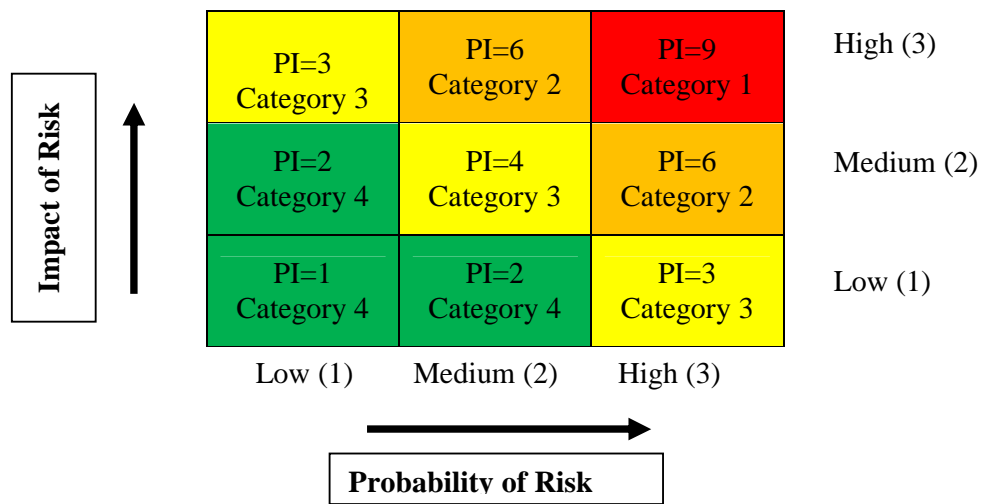 Impact of Risk
PI=3
Category 3
PI=6
Category 2
PI=9
Category 1
High (3)
PI=2
Category 4
PI=4
Category 3
PI=6
Category 2
Medium (2)
PI=1
Category 4
PI=2
Category 4
PI=3
Category 3
Low (1)
Low (1)
Medium (2)
High (3)
Probability of Risk